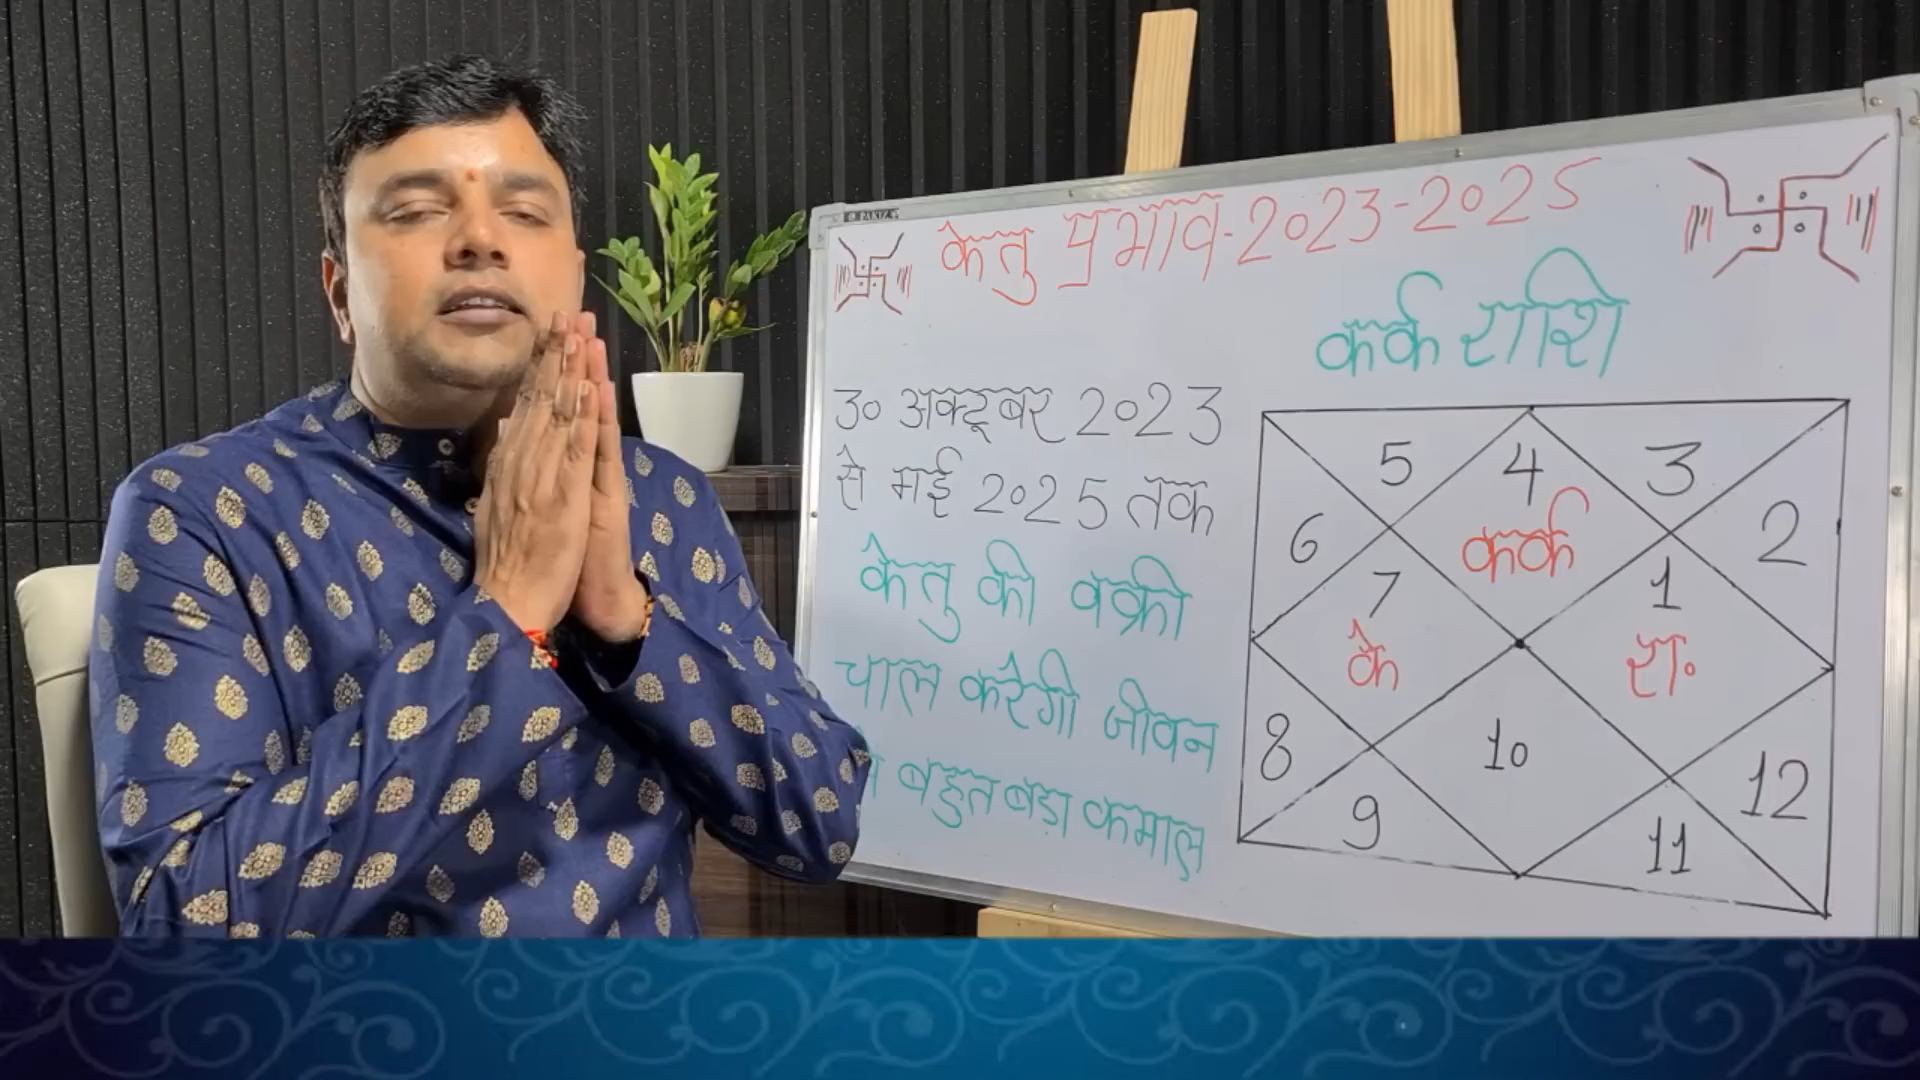 केतु प्रभाव-2023-2025
कर्क राशि
30 अक्टूबर 2023
से मई 2025 तक
केतु की वक्री
चाल करेगी जीवन
बहुत बड़ा कमाल
5 4 3
6 कर्क 2
7 1
के रा.
8 10 12
9 11